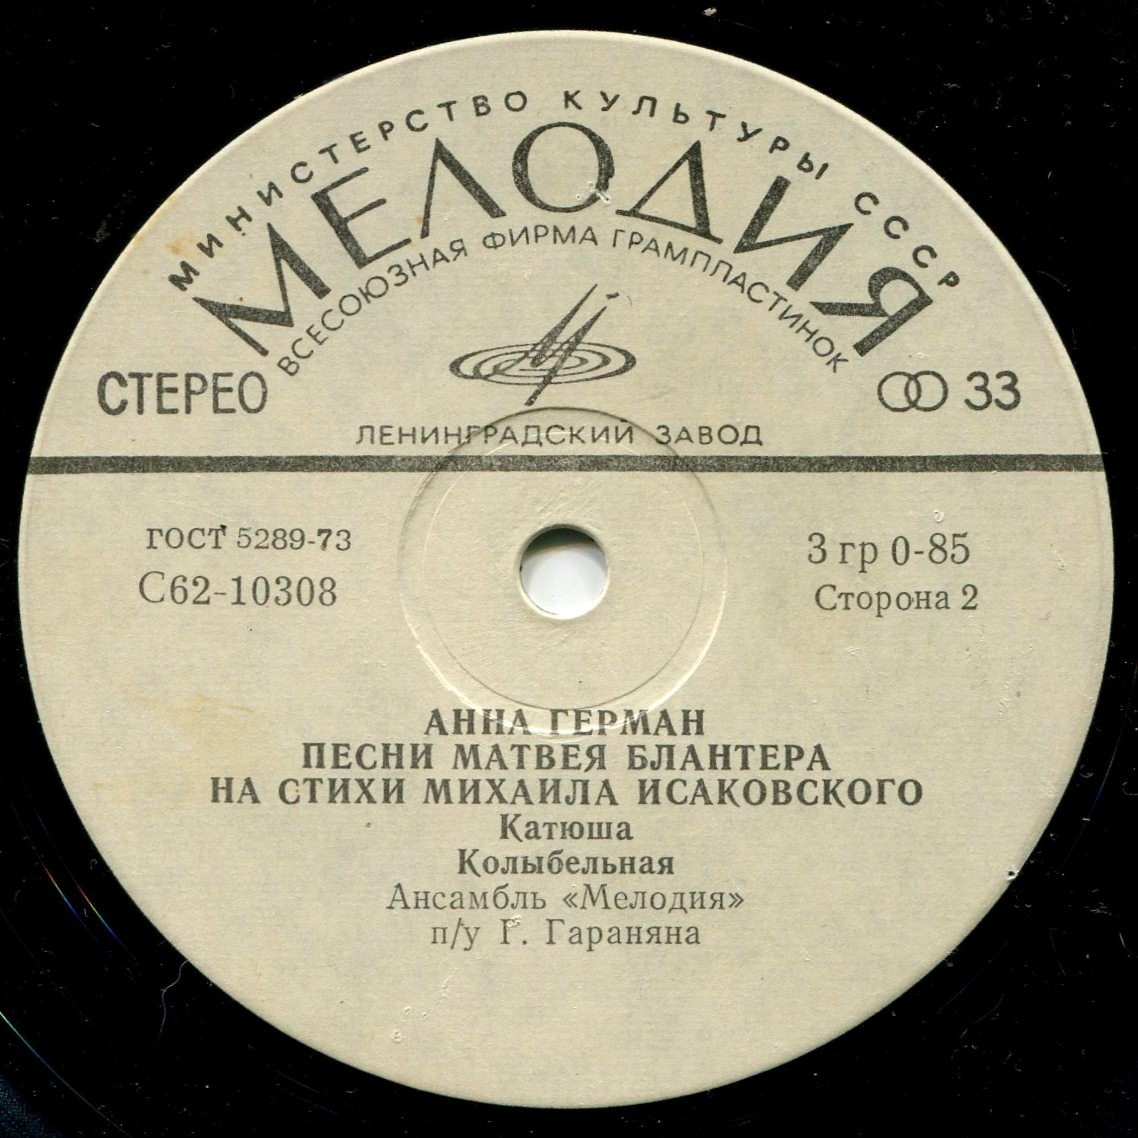 МИНИСТЕРСТВО КУЛЬТУРЫ СССР
МЕЛОДИЯ
ВСЕСОЮЗНАЯ ФИРМА ГРАМПЛАСТИНОК
СТЕРЕО
33
ЛЕНИНГРАДСКИЙ ЗАВОД
ГОСТ 5289-73
С62-10308
3 гр 0-85
Сторона 2
АННА ГЕРМАН
ПЕСНИ МАТВЕЯ БЛАНТЕРА
НА СТИХИ МИХАИЛА ИСАКОВСКОГО
Катюша
Колыбельная
Ансамбль «Мелодия»
п/у Г. Гараняна